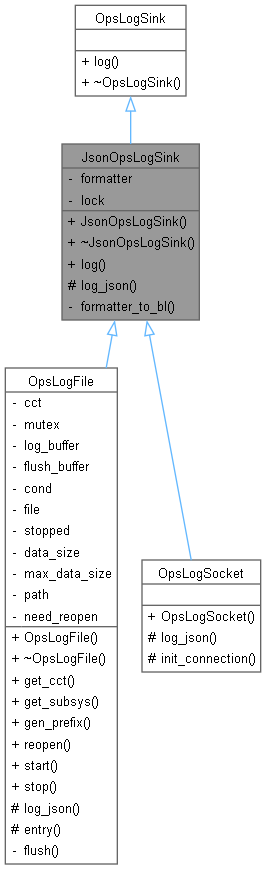 OpsLogSink
+ log()
+ ~OpsLogSink()
JsonOpsLogSink
- formatter
- lock
+ JsonOpsLogSink()
+ ~JsonOpsLogSink()
+ log()
# log_json()
- formatter_to_bl()
OpsLogFile
- cct
- mutex
- log_buffer
- flush_buffer
- cond
- file
- stopped
- data_size
- max_data_size
- path
- need_reopen
+ OpsLogFile()
+ ~OpsLogFile()
+ get_cct()
+ get_subsys()
+ gen_prefix()
+ reopen()
+ start()
+ stop()
# log_json()
# entry()
- flush()
OpsLogSocket
+ OpsLogSocket()
# log_json()
# init_connection()